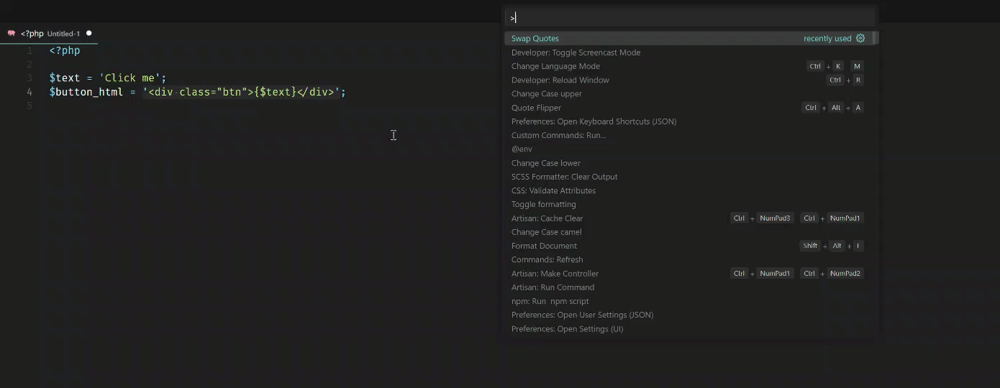 <?php Untitled-1
1 <?php
2
3 $text = 'Click me';
4 $button_html = '<div class="btn">{$text}</div>';
5
>
Swap Quotes recently used
Developer: Toggle Screencast Mode
Change Language Mode Ctrl + K M
Developer: Reload Window Ctrl + R
Change Case upper
Quote Flipper Ctrl + Alt + A
Preferences: Open Keyboard Shortcuts (JSON)
Custom Commands: Run...
@env
Change Case lower
SCSS Formatter: Clear Output
CSS: Validate Attributes
Toggle formatting
Artisan: Cache Clear Ctrl + NumPad3 Ctrl + NumPad1
Change Case camel
Format Document Shift + Alt + F
Commands: Refresh
Artisan: Make Controller Ctrl + NumPad1 Ctrl + NumPad2
Artisan: Run Command
npm: Run npm script
Preferences: Open User Settings (JSON)
Preferences: Open Settings (UI)